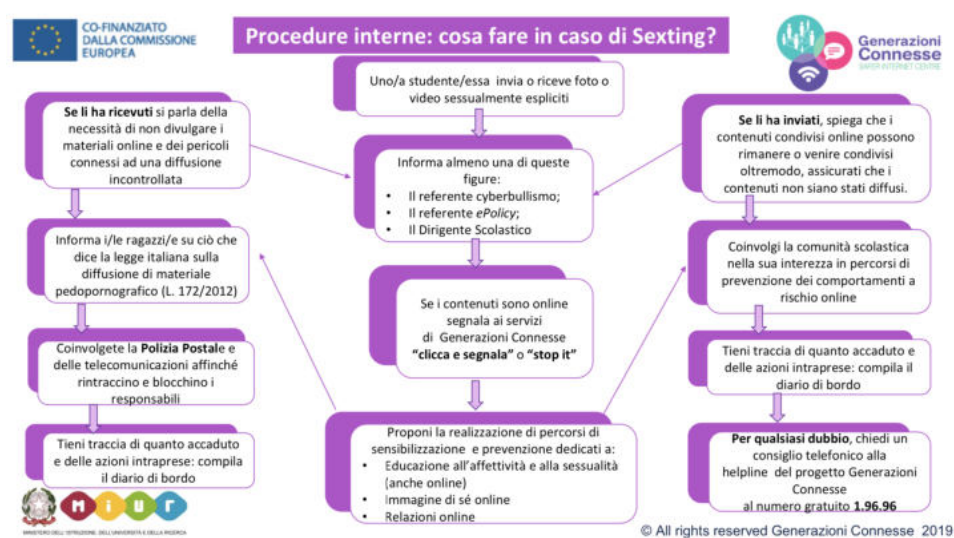 CO-FINANZIATO
DALLA COMMISSIONE
EUROPEA
Procedure interne: cosa fare in caso di Sexting?
Generazioni
Connesse
SAFER INTERNET CENTRE
Uno/a studente/essa invia o riceve foto o
video sessualmente espliciti
Se li ha ricevuti si parla della
necessità di non divulgare i
materiali online e dei pericoli
connessi ad una diffusione
incontrollata
Informa i/le ragazzi/e su ciò che
dice la legge italiana sulla
diffusione di materiale
pedopornografico (L. 172/2012)
Coinvolgete la Polizia Postale e
delle telecomunicazioni affinché
rintraccino e blocchino i
responsabili
Tieni traccia di quanto accaduto
e delle azioni intraprese: compila
il diario di bordo
Informa almeno una di queste
figure:
• Il referente cyberbullismo;
• Il referente ePolicy;
• Il Dirigente Scolastico
Se i contenuti sono online
segnala ai servizi
di Generazioni Connesse
“clicca e segnala” o “stop it”
Proponi la realizzazione di percorsi di
sensibilizzazione e prevenzione dedicati a:
• Educazione all’affettività e alla sessualità
(anche online)
• Immagine di sé online
• Relazioni online
Se li ha inviati, spiega che i
contenuti condivisi online possono
rimanere o venire condivisi
oltremodo, assicurati che i
contenuti non siano stati diffusi.
Coinvolgi la comunità scolastica
nella sua interezza in percorsi di
prevenzione dei comportamenti a
rischio online
Tieni traccia di quanto accaduto e
delle azioni intraprese: compila il
diario di bordo
Per qualsiasi dubbio, chiedi un
consiglio telefonico alla
helpline del progetto Generazioni
Connesse
al numero gratuito 1.96.96
miur
MINISTERO DELL'ISTRUZIONE, DELL'UNIVERSITÀ E DELLA RICERCA
© All rights reserved Generazioni Connesse 2019